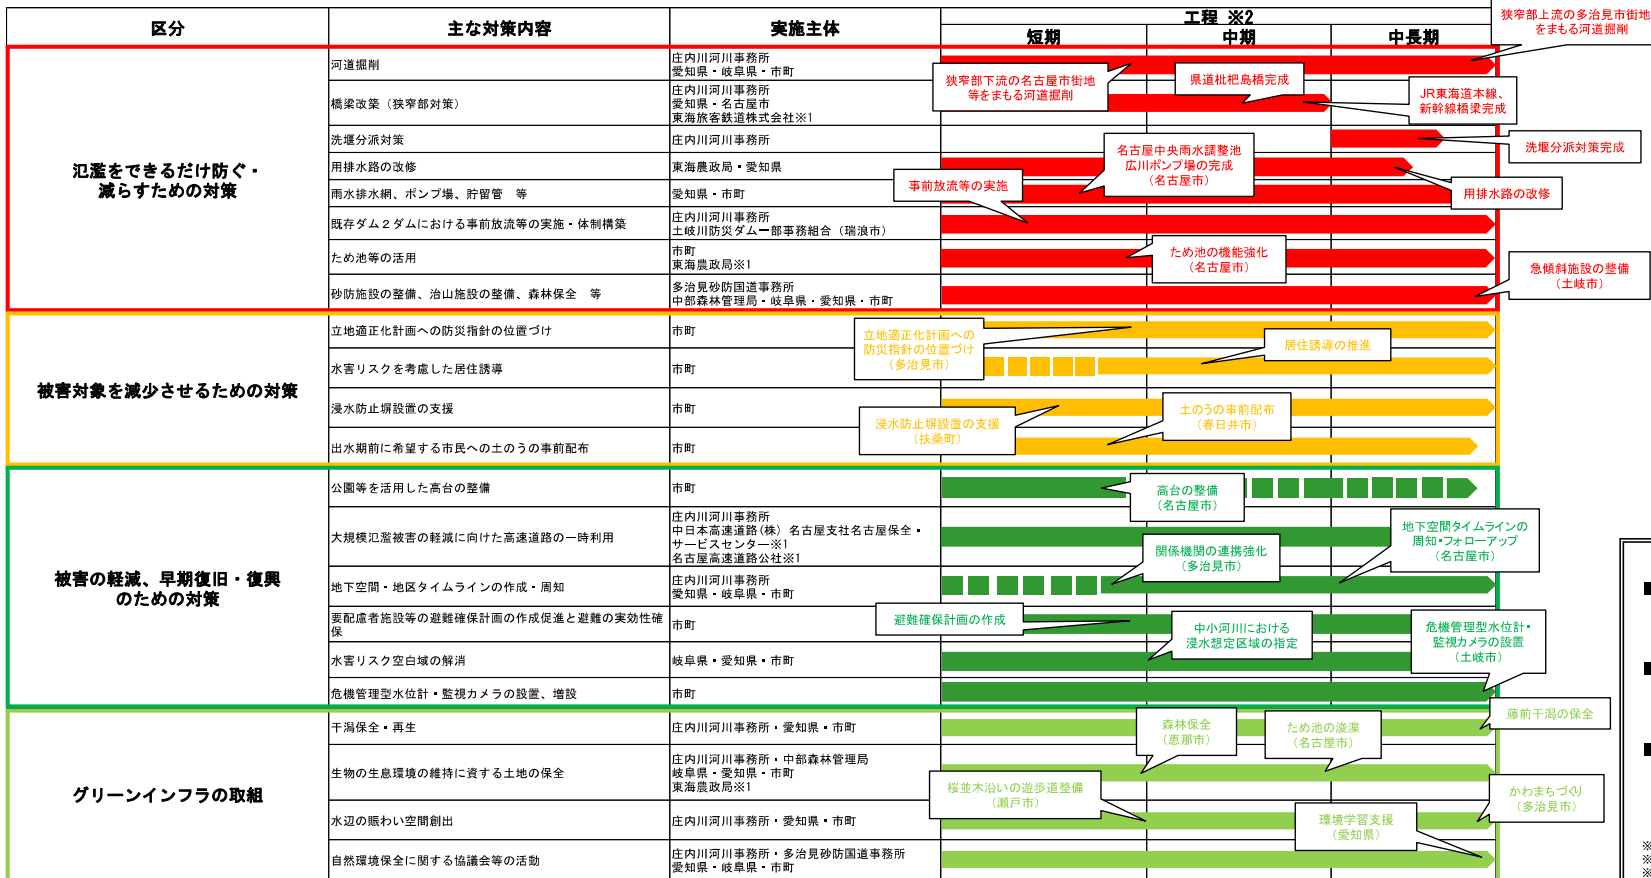 区分
主な対策内容
実施主体
工程 ※2
短期
中期
中長期
狭窄部上流の多治見市街地
をまもる河道掘削
氾濫をできるだけ防ぐ・
減らすための対策
河道掘削
庄内川河川事務所
愛知県・岐阜県・市町
狭窄部下流の名古屋市街地
等をまもる河道掘削
県道枇杷島橋完成
橋梁改築（狭窄部対策）
庄内川河川事務所
愛知県・名古屋市
東海旅客鉄道株式会社※1
JR東海道本線、
新幹線橋梁完成
洗堰分派対策
庄内川河川事務所
洗堰分派対策完成
用排水路の改修
東海農政局・愛知県
名古屋中央雨水調整池
広川ポンプ場の完成
（名古屋市）
用排水路の改修
雨水排水網、ポンプ場、貯留管　等
愛知県・市町
事前放流等の実施
既存ダム２ダムにおける事前放流等の実施・体制構築
庄内川河川事務所
土岐川防災ダム一部事務組合（瑞浪市）
ため池等の活用
市町
東海農政局※1
ため池の機能強化
（名古屋市）
砂防施設の整備、治山施設の整備、森林保全　等
多治見砂防国道事務所
中部森林管理局・岐阜県・愛知県・市町
急傾斜施設の整備
（土岐市）
被害対象を減少させるための対策
立地適正化計画への防災指針の位置づけ
市町
立地適正化計画への
防災指針の位置づけ
（多治見市）
水害リスクを考慮した居住誘導
市町
居住誘導の推進
浸水防止塀設置の支援
市町
浸水防止塀設置の支援
（扶桑町）
土のうの事前配布
（春日井市）
出水期前に希望する市民への土のうの事前配布
市町
被害の軽減、早期復旧・復興
のための対策
公園等を活用した高台の整備
市町
高台の整備
（名古屋市）
大規模氾濫被害の軽減に向けた高速道路の一時利用
庄内川河川事務所
中日本高速道路(株) 名古屋支社名古屋保全・
サービスセンター※1
名古屋高速道路公社※1
地下空間タイムラインの
周知・フォローアップ
（名古屋市）
関係機関の連携強化
（多治見市）
地下空間・地区タイムラインの作成・周知
庄内川河川事務所
愛知県・岐阜県・市町
要配慮者施設等の避難確保計画の作成促進と避難の実効性確
保
市町
避難確保計画の作成
中小河川における
浸水想定区域の指定
危機管理型水位計・
監視カメラの設置
（土岐市）
水害リスク空白域の解消
岐阜県・愛知県・市町
危機管理型水位計・監視カメラの設置、増設
市町
グリーンインフラの取組
干潟保全・再生
庄内川河川事務所・愛知県・市町
藤前干潟の保全
森林保全
（恵那市）
ため池の浚渫
（名古屋市）
生物の生息環境の維持に資する土地の保全
庄内川河川事務所・中部森林管理局
岐阜県・愛知県・市町
東海農政局※1
桜並木沿いの遊歩道整備
（瀬戸市）
かわまちづくり
（多治見市）
水辺の賑わい空間創出
庄内川河川事務所・愛知県・市町
環境学習支援
（愛知県）
自然環境保全に関する協議会等の活動
庄内川河川事務所・多治見砂防国道事務所
愛知県・岐阜県・市町
※
※
※